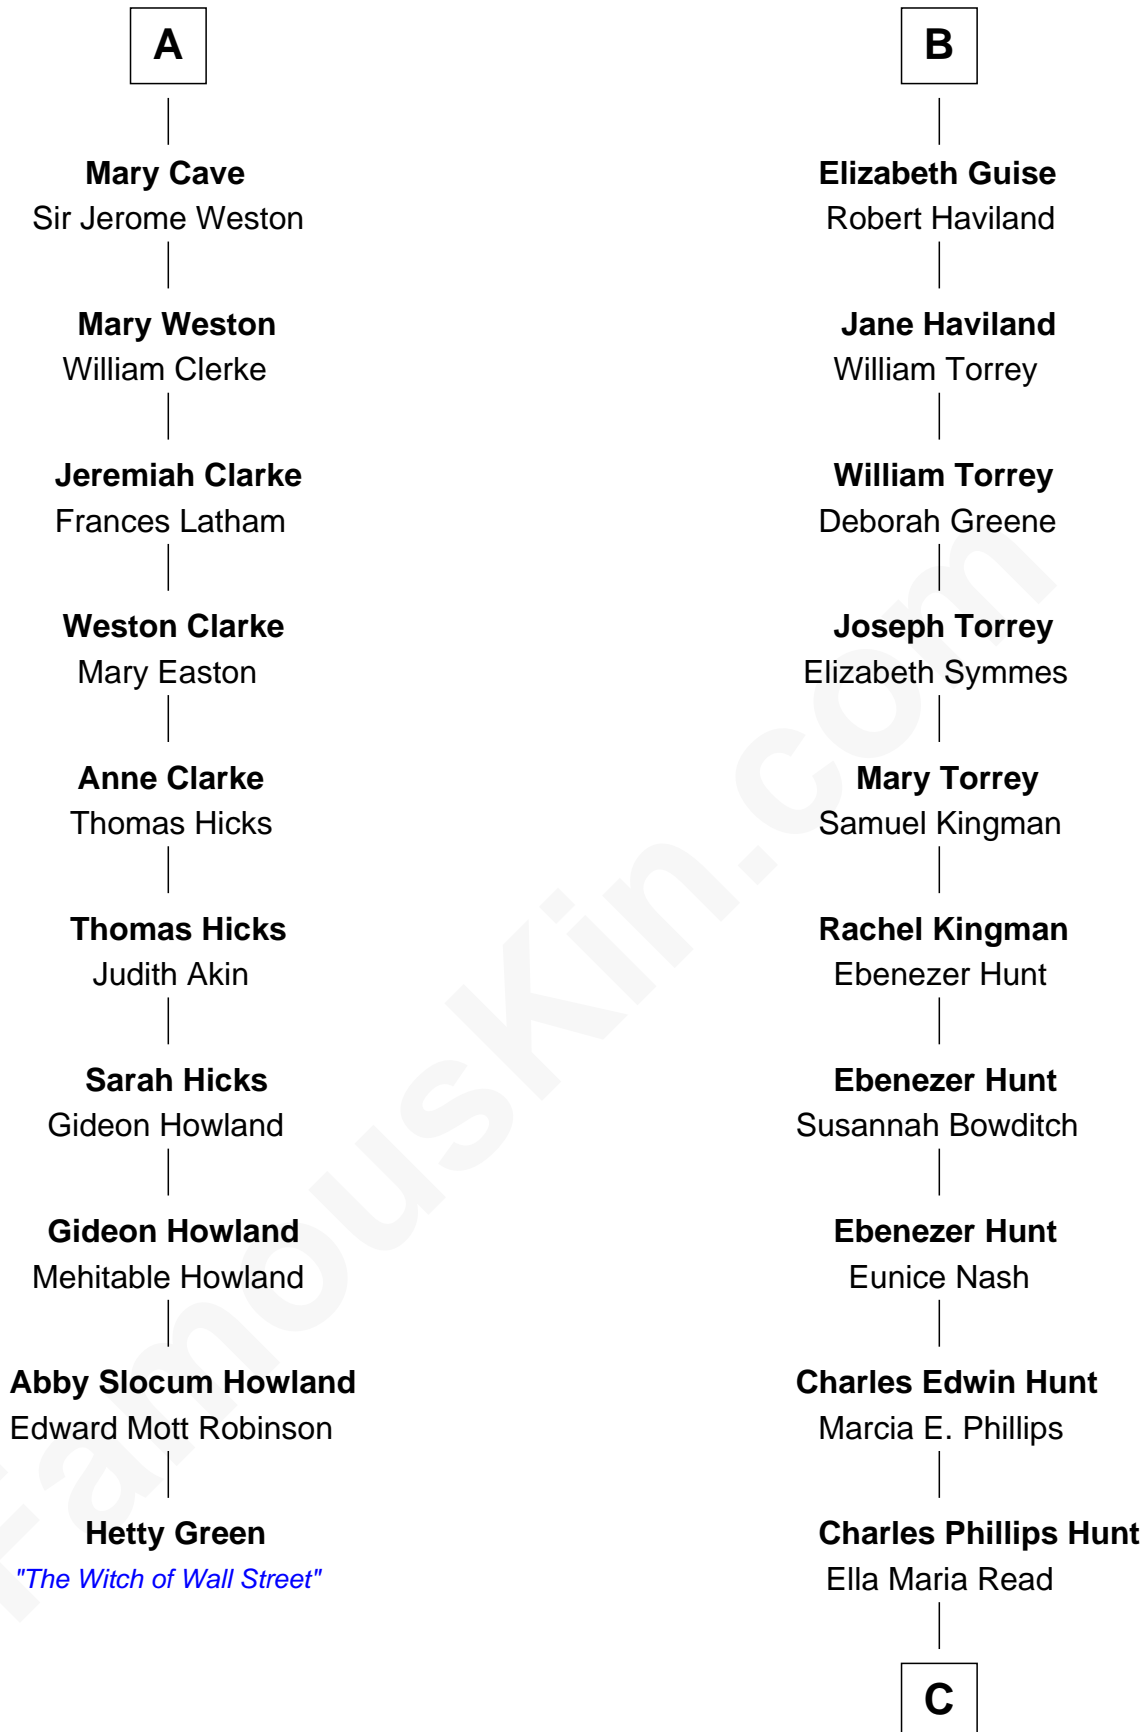 A
Mary Cave
Sir Jerome Weston
Mary Weston
William Clerke
Jeremiah Clarke
Frances Latham
Weston Clarke
Mary Easton
Anne Clarke
Thomas Hicks
Thomas Hicks
Judith Akin
Sarah Hicks
Gideon Howland
Gideon Howland
Mehitable Howland
Abby Slocum Howland
Edward Mott Robinson
Hetty Green
"The Witch of Wall Street"
B
Elizabeth Guise
Robert Haviland
Jane Haviland
William Torrey
William Torrey
Deborah Greene
Joseph Torrey
Elizabeth Symmes
Mary Torrey
Samuel Kingman
Rachel Kingman
Ebenezer Hunt
Ebenezer Hunt
Susannah Bowditch
Ebenezer Hunt
Eunice Nash
Charles Edwin Hunt
Marcia E. Phillips
Charles Phillips Hunt
Ella Maria Read
C
FamousKin.com